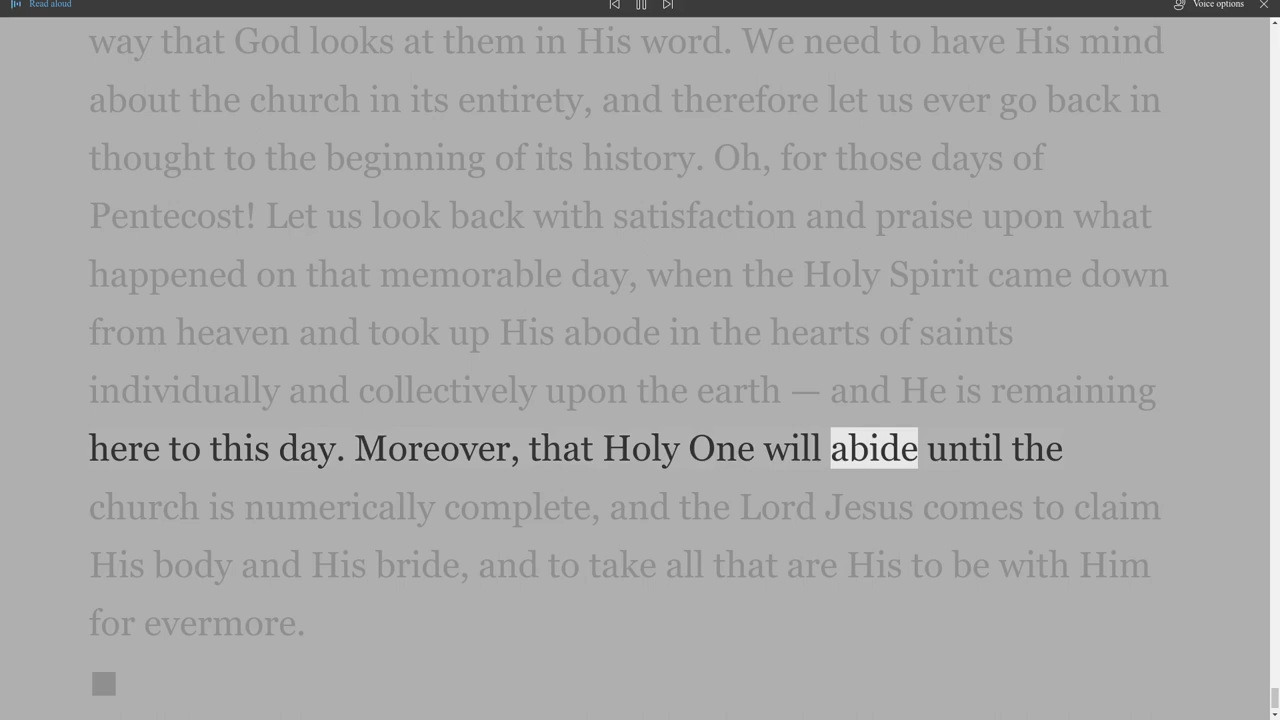 Read aloud
Voice options
way that God looks at them in His word. We need to have His mind
about the church in its entirety, and therefore let us ever go back in
thought to the beginning of its history. Oh, for those days of
Pentecost! Let us look back with satisfaction and praise upon what
happened on that memorable day, when the Holy Spirit came down
from heaven and took up His abode in the hearts of saints
individually and collectively upon the earth — and He is remaining
here to this day. Moreover, that Holy One will abide until the
church is numerically complete, and the Lord Jesus comes to claim
His body and His bride, and to take all that are His to be with Him
for evermore.